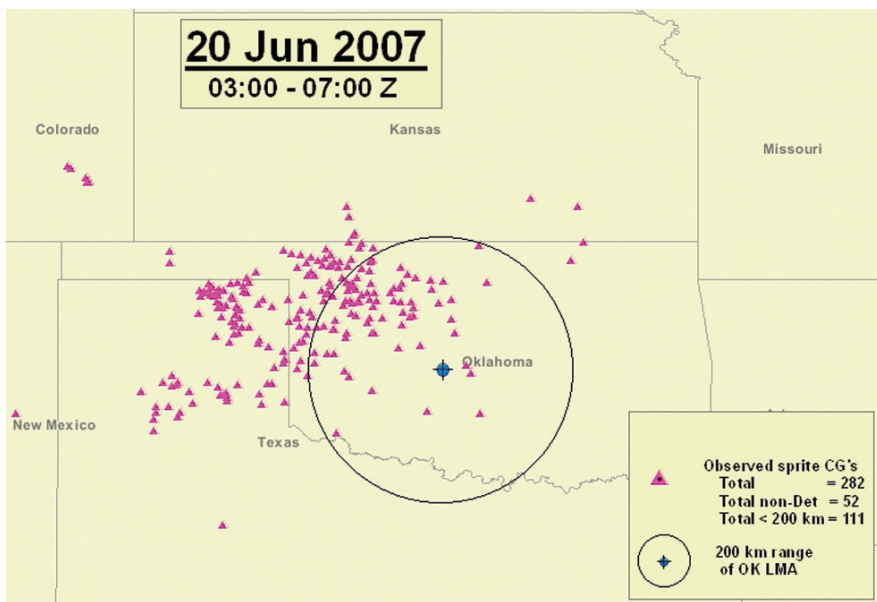 20 Jun 2007
03:00 - 07:00 Z
Colorado
Kansas
Missouri
Oklahoma
New Mexico
Texas
Observed sprite CG's
Total = 282
Total non-Det = 52
Total < 200 km = 111
200 km range
of OK LMA